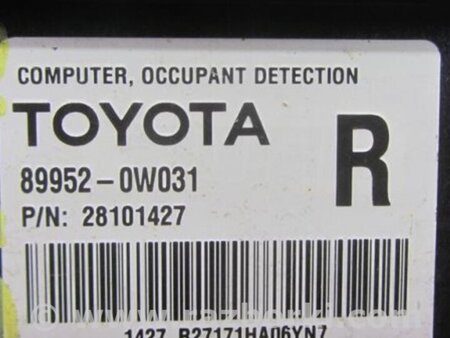 COMPUTER, OCCUPANT DETECTION
TOYOTA
R
89952-0W031
P/N: 28101427
1427 R27171HA06YN7
www.razborki.com